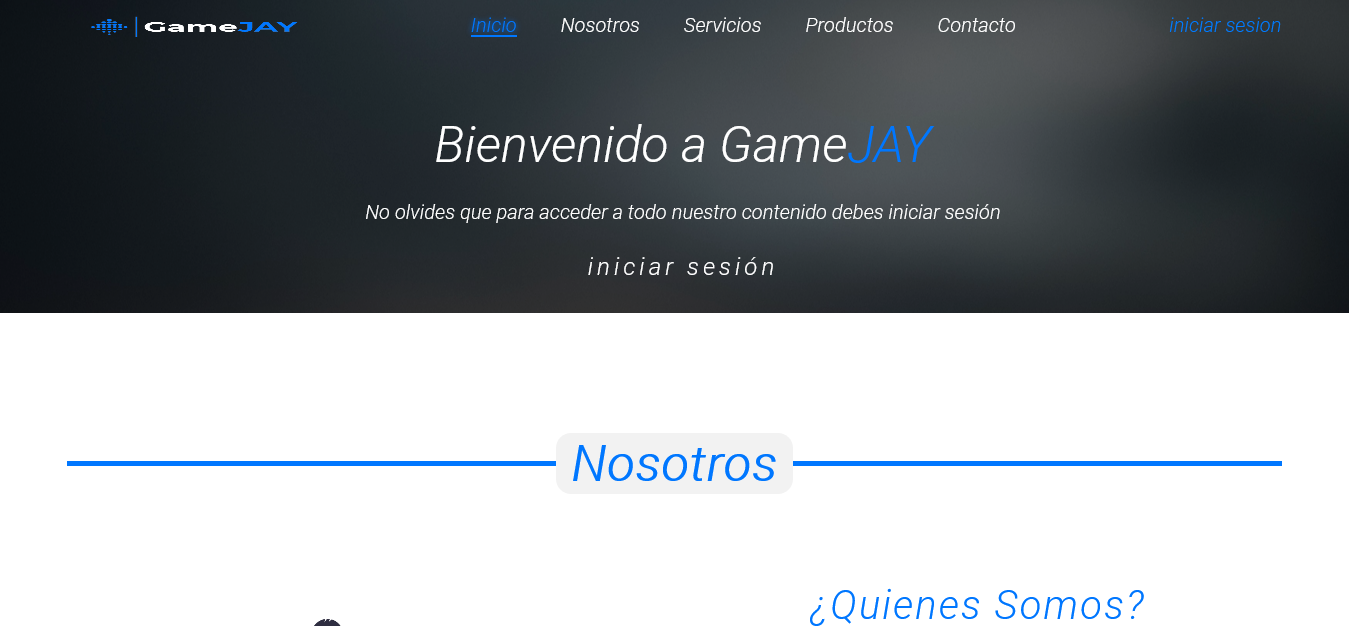 GameJAY Inicio Nosotros Servicios Productos Contacto iniciar sesion
Bienvenido a GameJAY
No olvides que para acceder a todo nuestro contenido debes iniciar sesión
iniciar sesión
Nosotros
¿Quienes Somos?